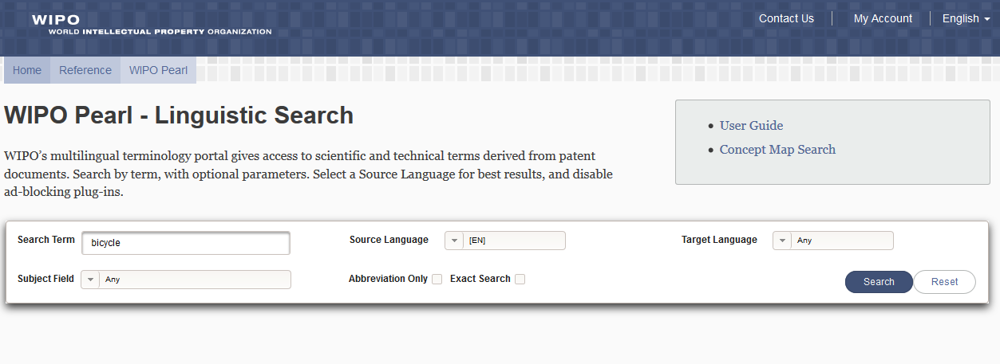 WIPO
WORLD INTELLECTUAL PROPERTY ORGANIZATION
Contact Us
My Account
English
Home
Reference
WIPO Pearl
WIPO Pearl - Linguistic Search
WIPO’s multilingual terminology portal gives access to scientific and technical terms derived from patent
documents. Search by term, with optional parameters. Select a Source Language for best results, and disable
ad-blocking plug-ins.
User Guide
Concept Map Search
Search Term
bicycle
Source Language
[EN]
Target Language
Any
Subject Field
Any
Abbreviation Only
Exact Search
Search
Reset